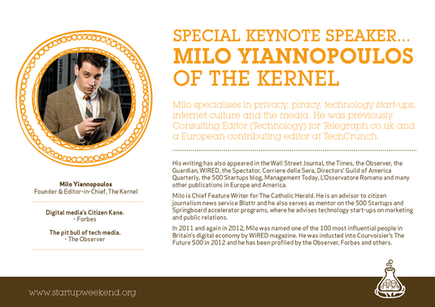 SPECIAL KEYNOTE SPEAKER...
MILO YIANNOPOULOS
OF THE KERNEL
Milo specialises in privacy, piracy, technology start-ups,
internet culture and the media. He was previously
Consulting Editor (Technology) for Telegraph.co.uk and
a European contributing editor at TechCrunch.
His writing has also appeared in the Wall Street Journal, the Times, the Observer, the
Guardian, WIRED, the Spectator, Corriere della Sera, Directors' Guild of America
Quarterly, the 500 Startups blog, Management Today, L'Osservatore Romano and many
other publications in Europe and America.
Milo is Chief Feature Writer for The Catholic Herald. He is an advisor to citizen
journalism news service Blottr and he also serves as mentor on the 500 Startups and
Springboard accelerator programs, where he advises technology start-ups on marketing
and public relations.
In 2011 and again in 2012, Milo was named one of the 100 most influential people in
Britain's digital economy by WIRED magazine. He was inducted into Courvoisier's The
Future 500 in 2012 and he has been profiled by the Observer, Forbes and others.
Milo Yiannopoulos
Founder & Editor-in-Chief, The Kernel
Digital media's Citizen Kane.
- Forbes
The pit bull of tech media.
- The Observer
www.startupweekend.org